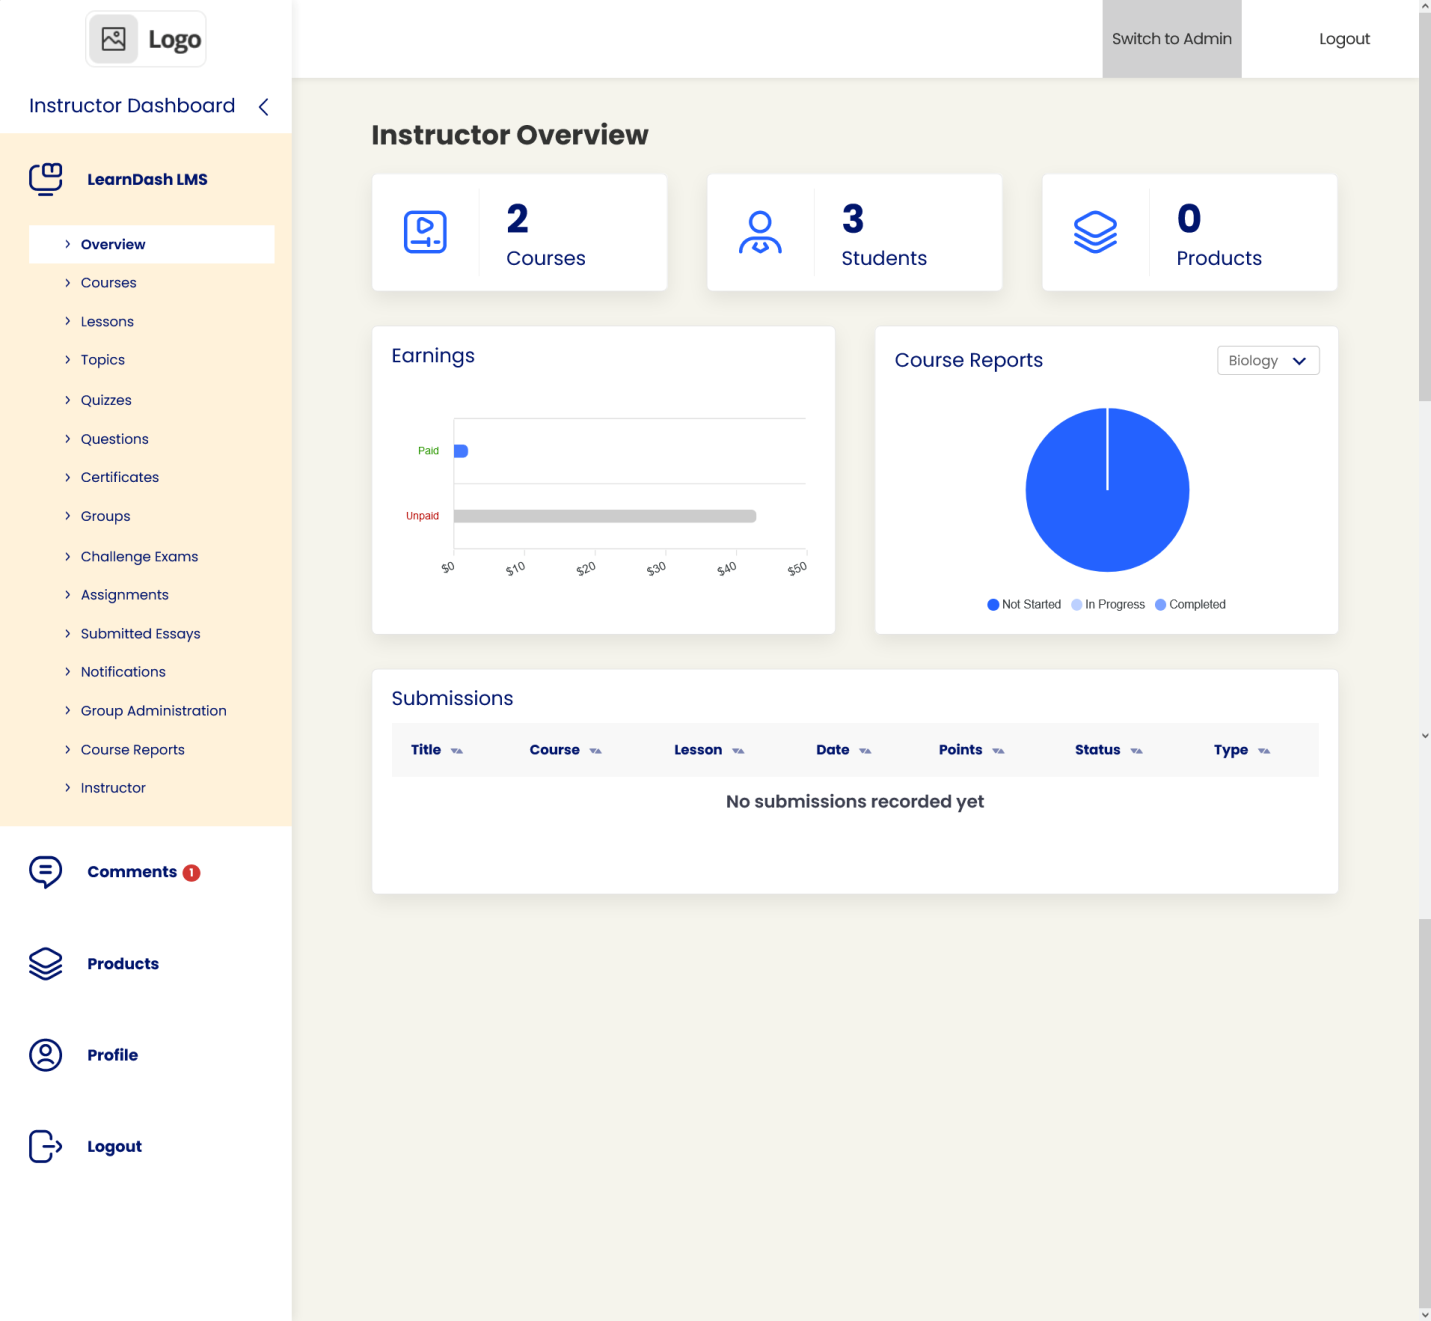 Logo
Switch to Admin
Logout
Instructor Dashboard
LearnDash LMS
Overview
Courses
Lessons
Topics
Quizzes
Questions
Certificates
Groups
Challenge Exams
Assignments
Submitted Essays
Notifications
Group Administration
Course Reports
Instructor
Comments 1
Products
Profile
Logout
Instructor Overview
2
Courses
3
Students
0
Products
Earnings
Paid
Unpaid
$0 $10 $20 $30 $40 $50
Course Reports
Biology
Not Started In Progress Completed
Submissions
Title Course Lesson Date Points Status Type
No submissions recorded yet